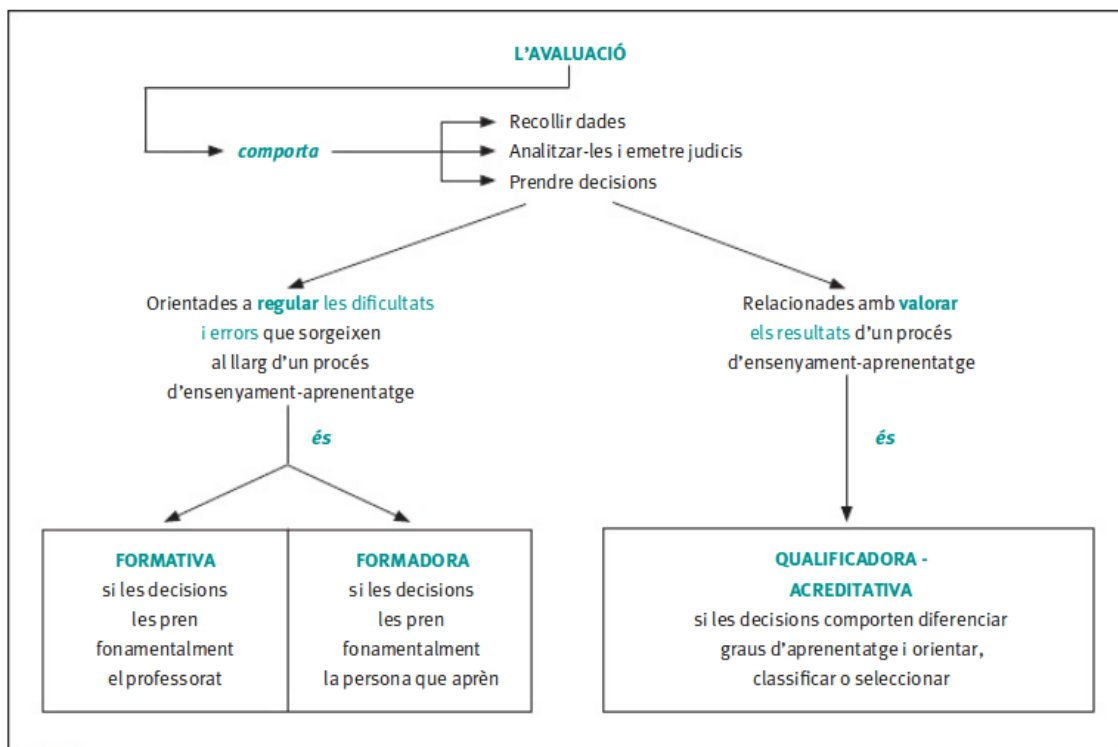 L'AVALUACIÓ
comporta
Recollir dades
Analitzar-les i emetre judicis
Prendre decisions
Orientades a regular les dificultats
i errors que sorgeixen
al llarg d'un procés
d'ensenyament-aprenentatge
és
FORMATIVA
si les decisions
les pren
fonamentalment
el professorat
FORMADORA
si les decisions
les pren
fonamentalment
la persona que aprèn
Relacionades amb valorar
els resultats d'un procés
d'ensenyament-aprenentatge
és
QUALIFICADORA -
ACREDITATIVA
si les decisions comporten diferenciar
graus d'aprenentatge i orientar,
classificar o seleccionar